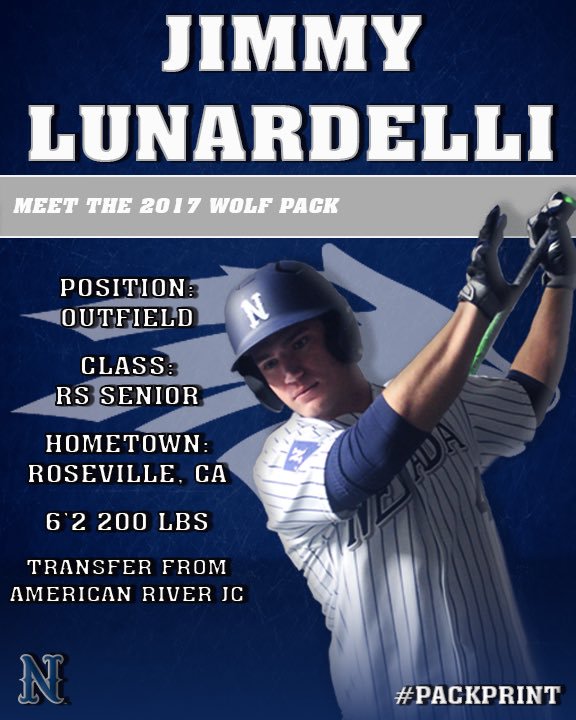 JIMMY
LUNARDELLI
MEET THE 2017 WOLF PACK
POSITION:
OUTFIELD
CLASS:
RS SENIOR
HOMETOWN:
ROSEVILLE, CA
6'2 200 LBS
TRANSFER FROM
AMERICAN RIVER JC
N
N
NEVADA
N
#PACKPRINT